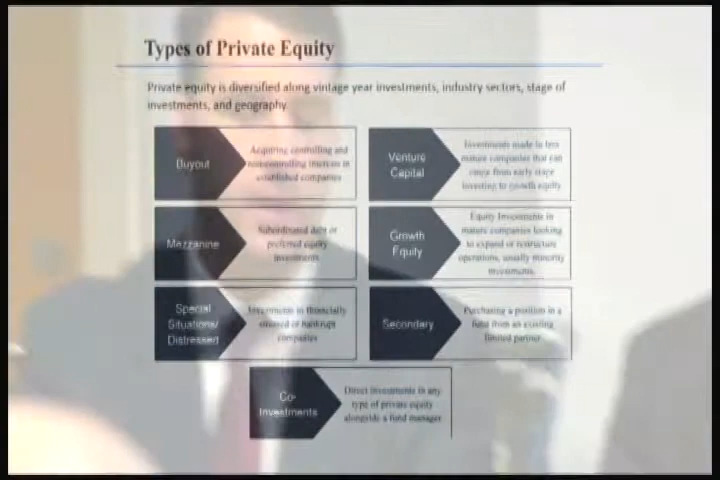 Types of Private Equity
Private equity is diversified along vintage year investments, industry sectors, stage of
investments, and geography.
Buyout
Acquiring controlling and
non-controlling interests in
established companies
Venture
Capital
Investments made in less
mature companies that can
range from early stage
investing to growth equity
Mezzanine
Subordinated debt or
preferred equity
investments
Growth
Equity
Equity Investments in
mature companies looking
to expand or restructure
operations, usually minority
investments.
Special
Situations/
Distressed
Investments in financially
stressed or bankrupt
companies
Secondary
Purchasing a position in a
fund from an existing
limited partner
Co-
Investments
Direct investments in any
type of private equity
alongside a fund manager